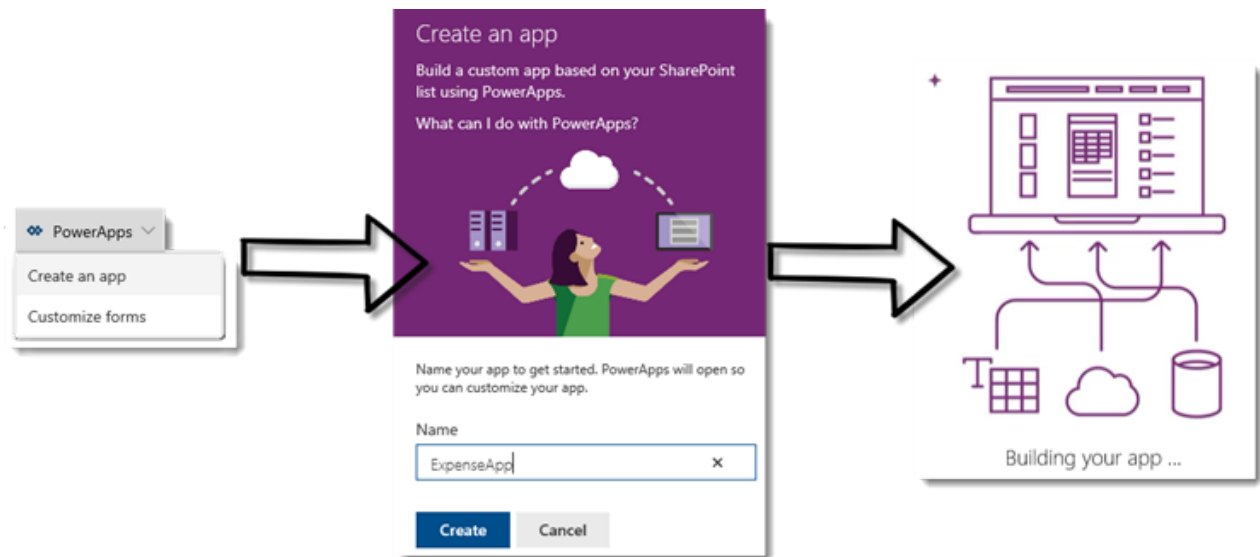 PowerApps
Create an app
Customize forms
Create an app
Build a custom app based on your SharePoint
list using PowerApps.
What can I do with PowerApps?
Name your app to get started. PowerApps will open so
you can customize your app.
Name
ExpenseApp
Create
Cancel
T
Building your app ...